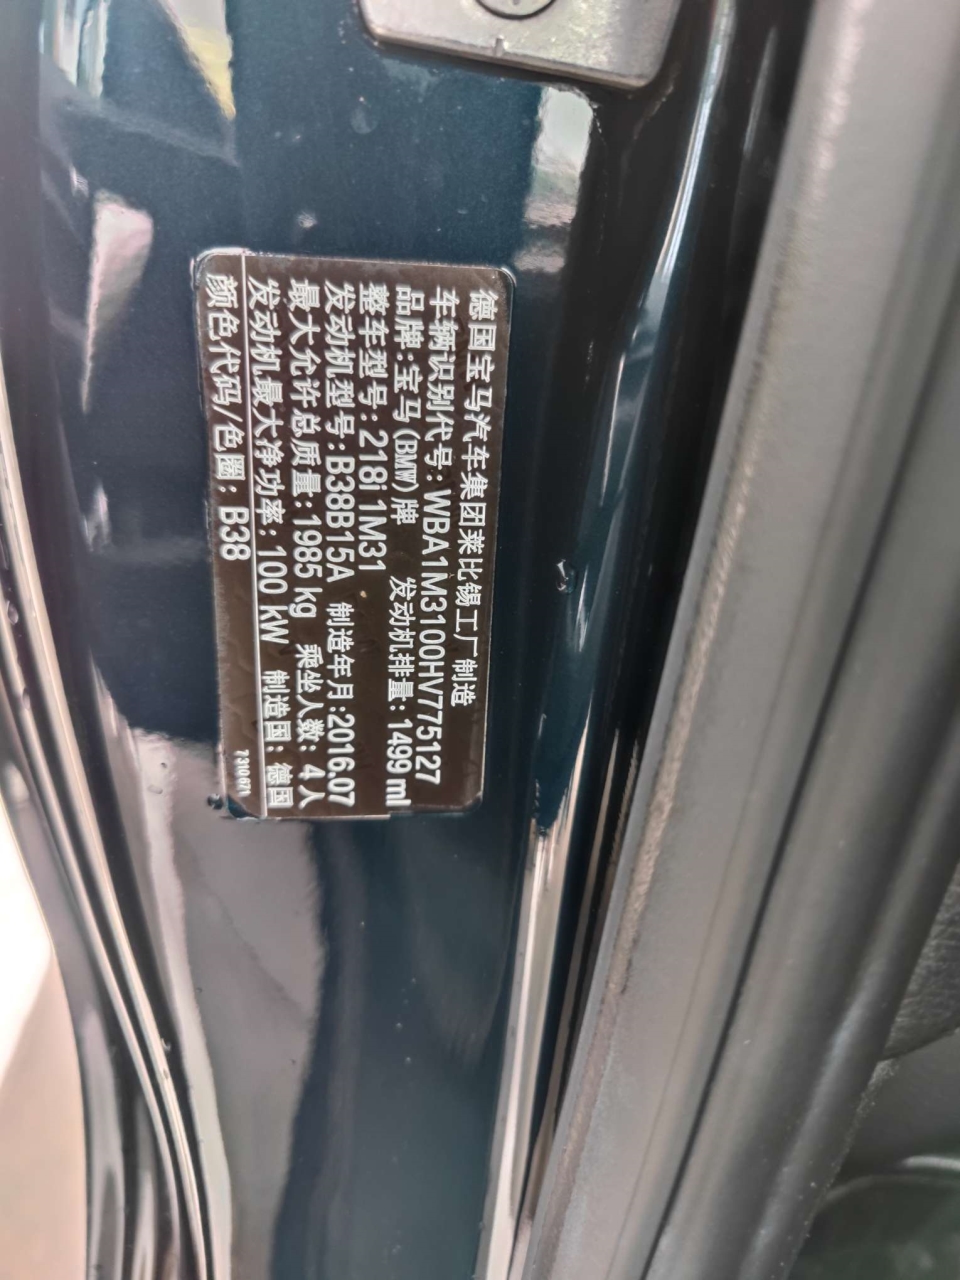 德国宝马汽车集团莱比锡工厂制造
车辆识别代号：WBA1M3100HV775127
品牌：宝马(BMW)牌 发动机排量：1499 ml
整车型号：218i 1M31
发动机型号：B38B15A 制造年月：2016.07
最大允许总质量：1985 kg 乘坐人数：4人
发动机最大净功率：100 kW 制造国：德国
颜色代码/色圈：B38
7310 671